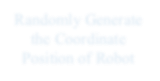 Randomly Generate
the Coordinate
Position of Robot